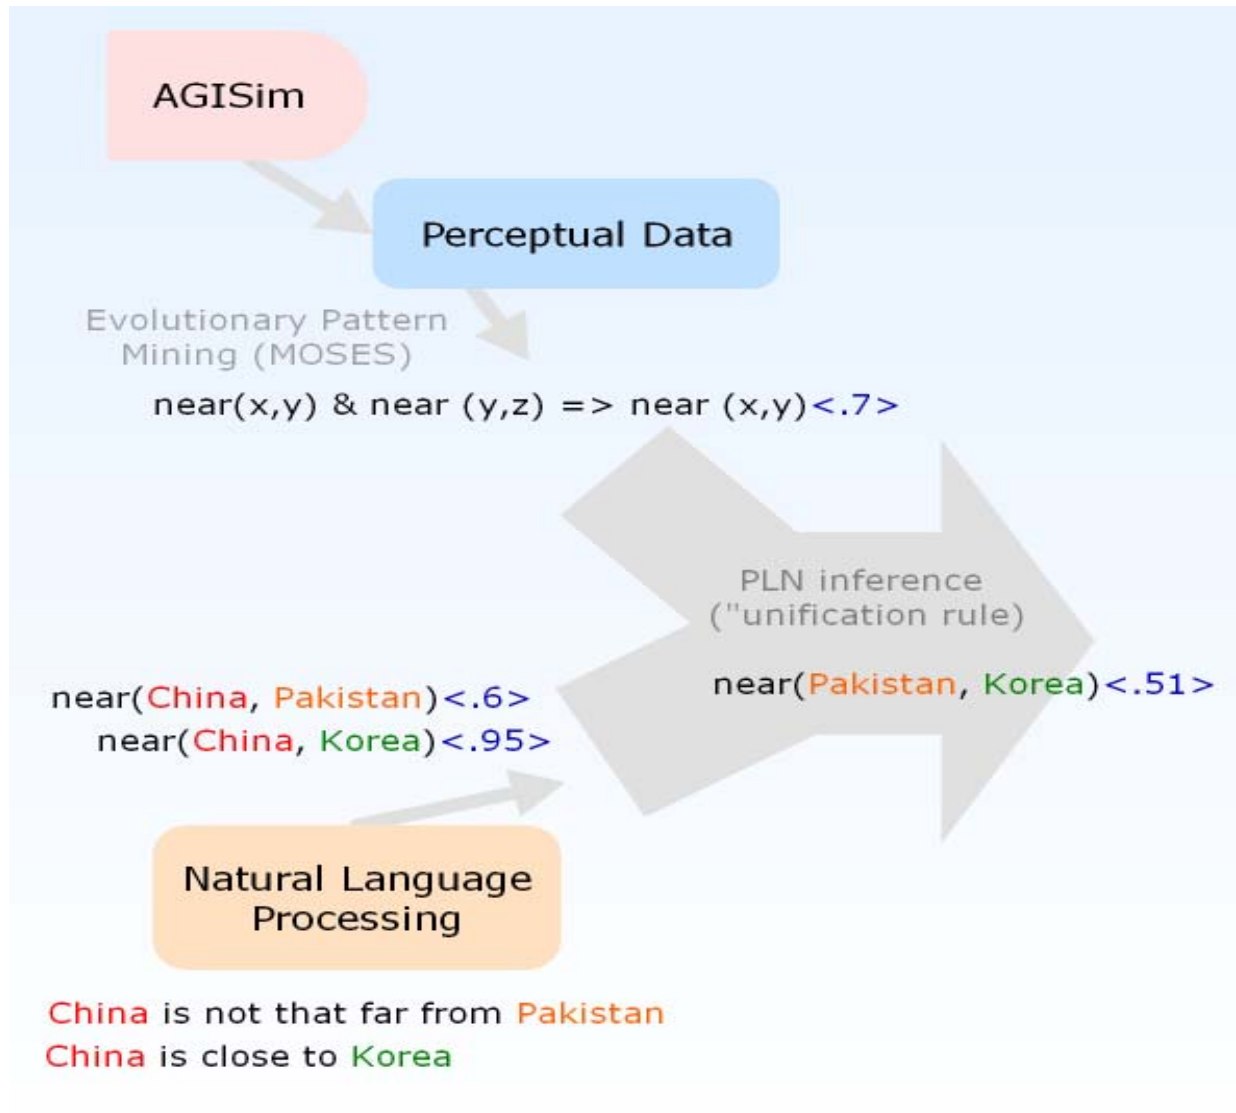 AGISim
Perceptual Data
Evolutionary Pattern
Mining (MOSES)
near(x,y) & near (y,z) => near (x,y)<.7>
PLN inference
("unification rule)
near(Pakistan, Korea)<.51>
near(China, Pakistan)<.6>
near(China, Korea)<.95>
Natural Language
Processing
China is not that far from Pakistan
China is close to Korea